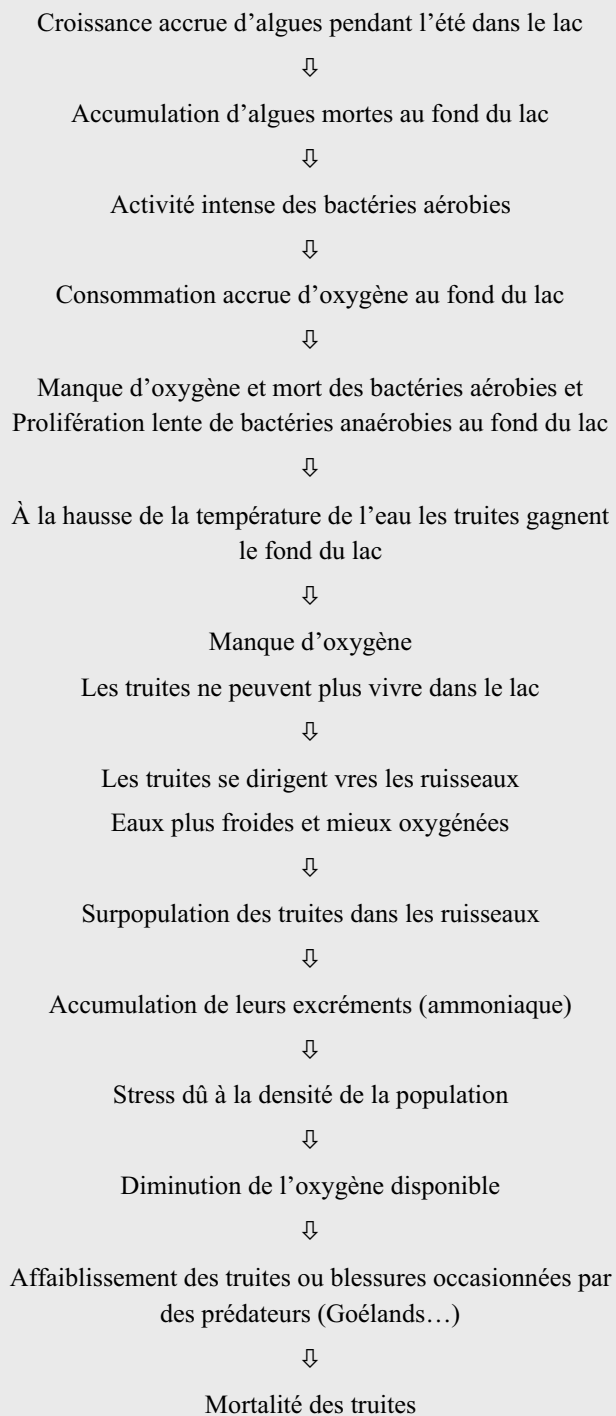 Croissance accrue d’algues pendant l’été dans le lac
⇩
Accumulation d’algues mortes au fond du lac
⇩
Activité intense des bactéries aérobies
⇩
Consommation accrue d’oxygène au fond du lac
⇩
Manque d’oxygène et mort des bactéries aérobies et
Prolifération lente de bactéries anaérobies au fond du lac
⇩
À la hausse de la température de l’eau les truites gagnent
le fond du lac
⇩
Manque d’oxygène
Les truites ne peuvent plus vivre dans le lac
⇩
Les truites se dirigent vres les ruisseaux
Eaux plus froides et mieux oxygénées
⇩
Surpopulation des truites dans les ruisseaux
⇩
Accumulation de leurs excréments (ammoniaque)
⇩
Stress dû à la densité de la population
⇩
Diminution de l’oxygène disponible
⇩
Affaiblissement des truites ou blessures occasionnées par
des prédateurs (Goélands…)
⇩
Mortalité des truites